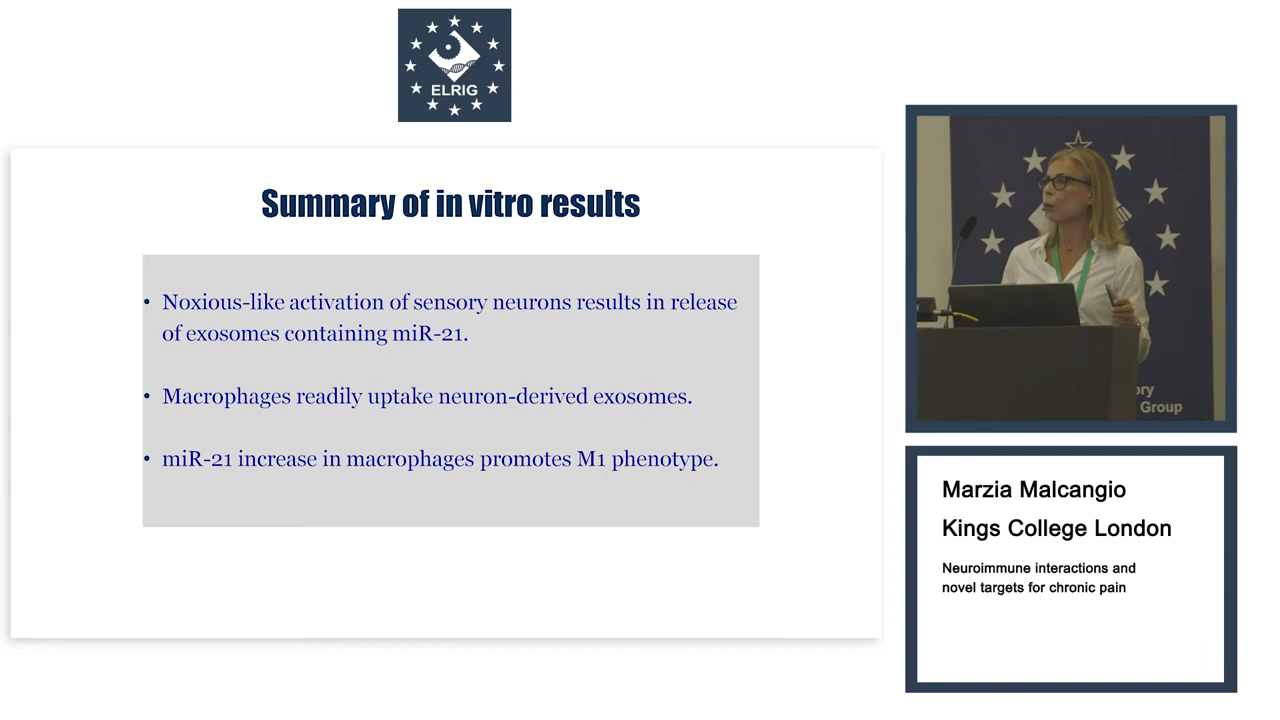 ELRIG
Summary of in vitro results
• Noxious-like activation of sensory neurons results in release
of exosomes containing miR-21.
• Macrophages readily uptake neuron-derived exosomes.
• miR-21 increase in macrophages promotes M1 phenotype.
Group
Marzia Malcangio
Kings College London
Neuroimmune interactions and
novel targets for chronic pain